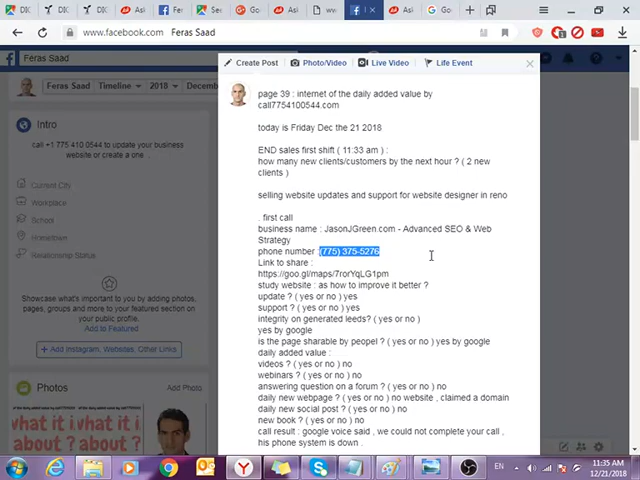 www.facebook.com Feras Saad
Feras Saad
Feras Saad Timeline 2018 December
Create Post Photo/Video Live Video Life Event
page 39 : internet of the daily added value by
call7754100544.com
today is Friday Dec the 21 2018
END sales first shift ( 11:33 am ) :
how many new clients/customers by the next hour ? ( 2 new
clients )
selling website updates and support for website designer in reno
. first call
business name : JasonJGreen.com - Advanced SEO & Web
Strategy
phone number :(775) 375-5276
Link to share :
https://goo.gl/maps/7rorYqLG1pm
study website : as how to improve it better ?
update ? ( yes or no ) yes
support ? ( yes or no ) yes
integrity on generated leeds? ( yes or no )
yes by google
is the page sharable by peopel ? ( yes or no ) yes by google
daily added value :
videos ? ( yes or no ) no
webinars ? ( yes or no ) no
answering question on a forum ? ( yes or no ) no
daily new webpage ? ( yes or no ) no website , claimed a domain
daily new social post ? ( yes or no ) no
new book ? ( yes or no ) no
call result : google voice said , we could not complete your call ,
his phone system is down .
Intro
call +1 775 410 0544 to update your business
website or create a one .
Current City
Workplace
School
Hometown
Relationship Status
Showcase what's important to you by adding
photos, pages, groups and more to your featured
section on your public profile.
Add to Featured
Add Instagram, Websites, Other Links
Photos Add Photo
what it i
about ?
what it i
about ?
EN
11:35 AM
12/21/2018